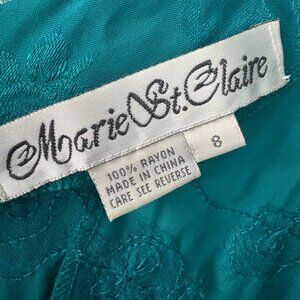 Marie St. Claire
100% RAYON
MADE IN CHINA
CARE SEE REVERSE
8